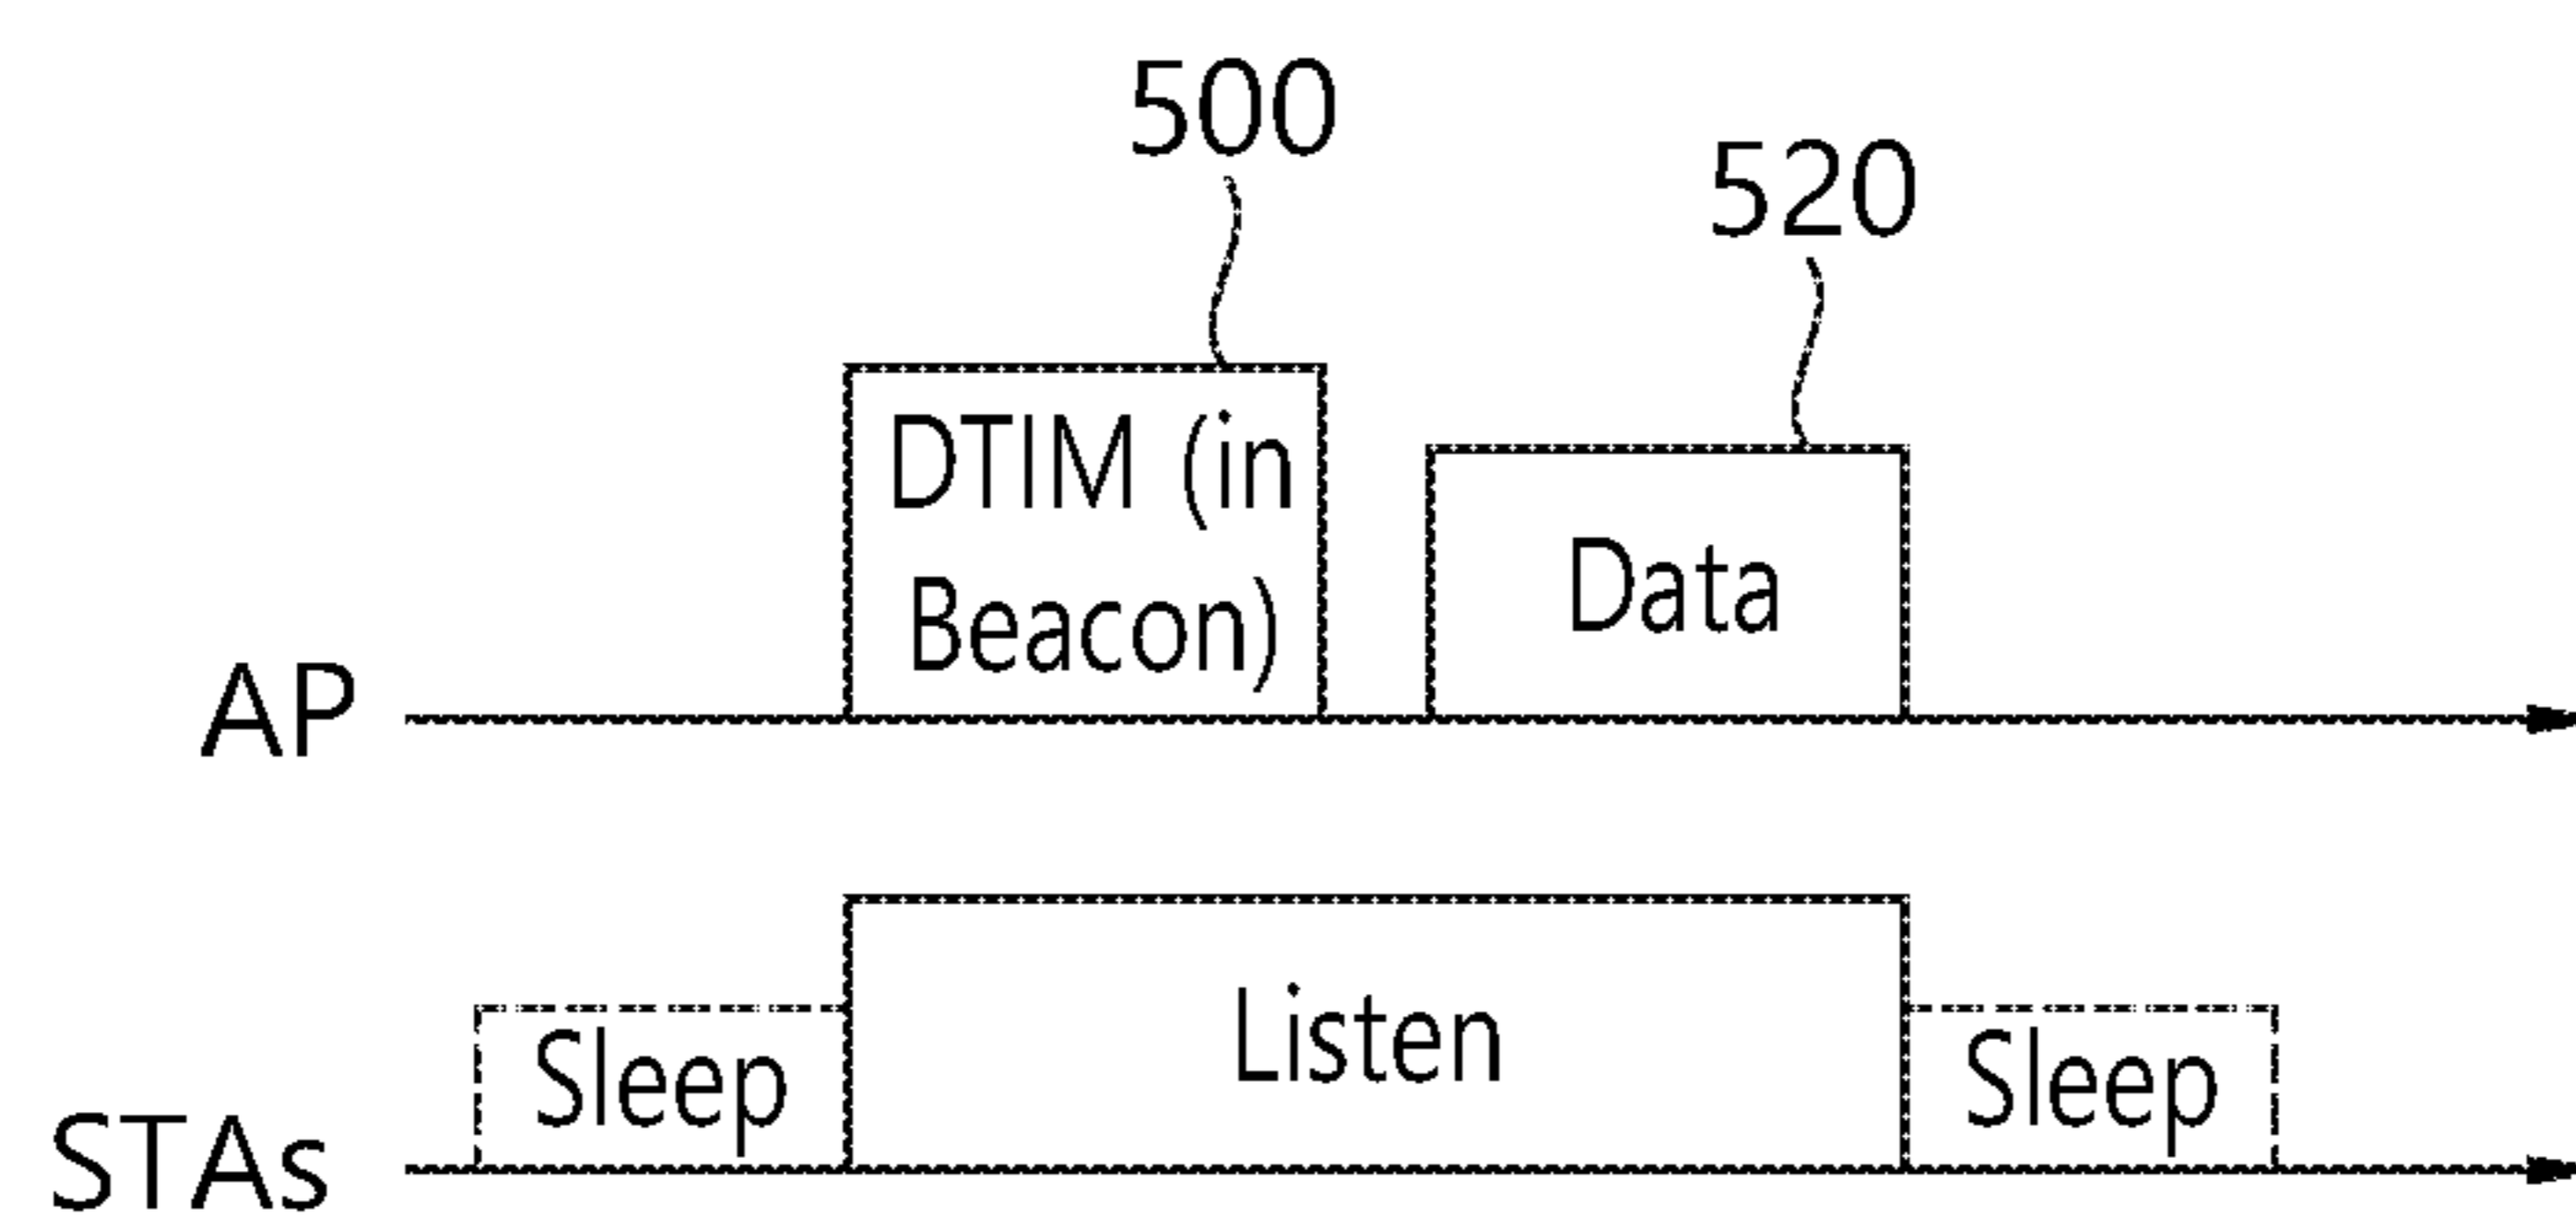 500
520
DTIM (in
Beacon)
Data
AP
Listen
Sleep
Sleep
STAs